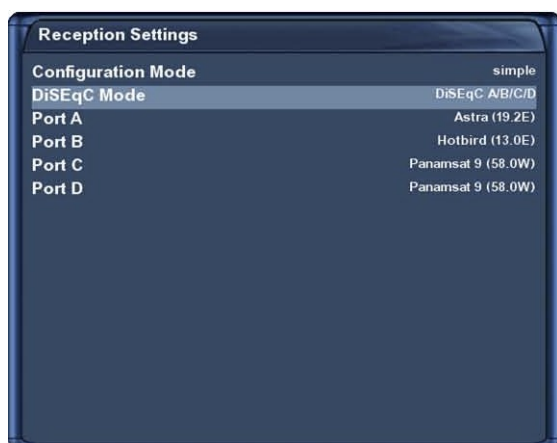 Reception Settings
Configuration Mode simple
DiSEqC Mode DiSEqC A/B/C/D
Port A Astra (19.2E)
Port B Hotbird (13.0E)
Port C Panamsat 9 (58.0W)
Port D Panamsat 9 (58.0W)